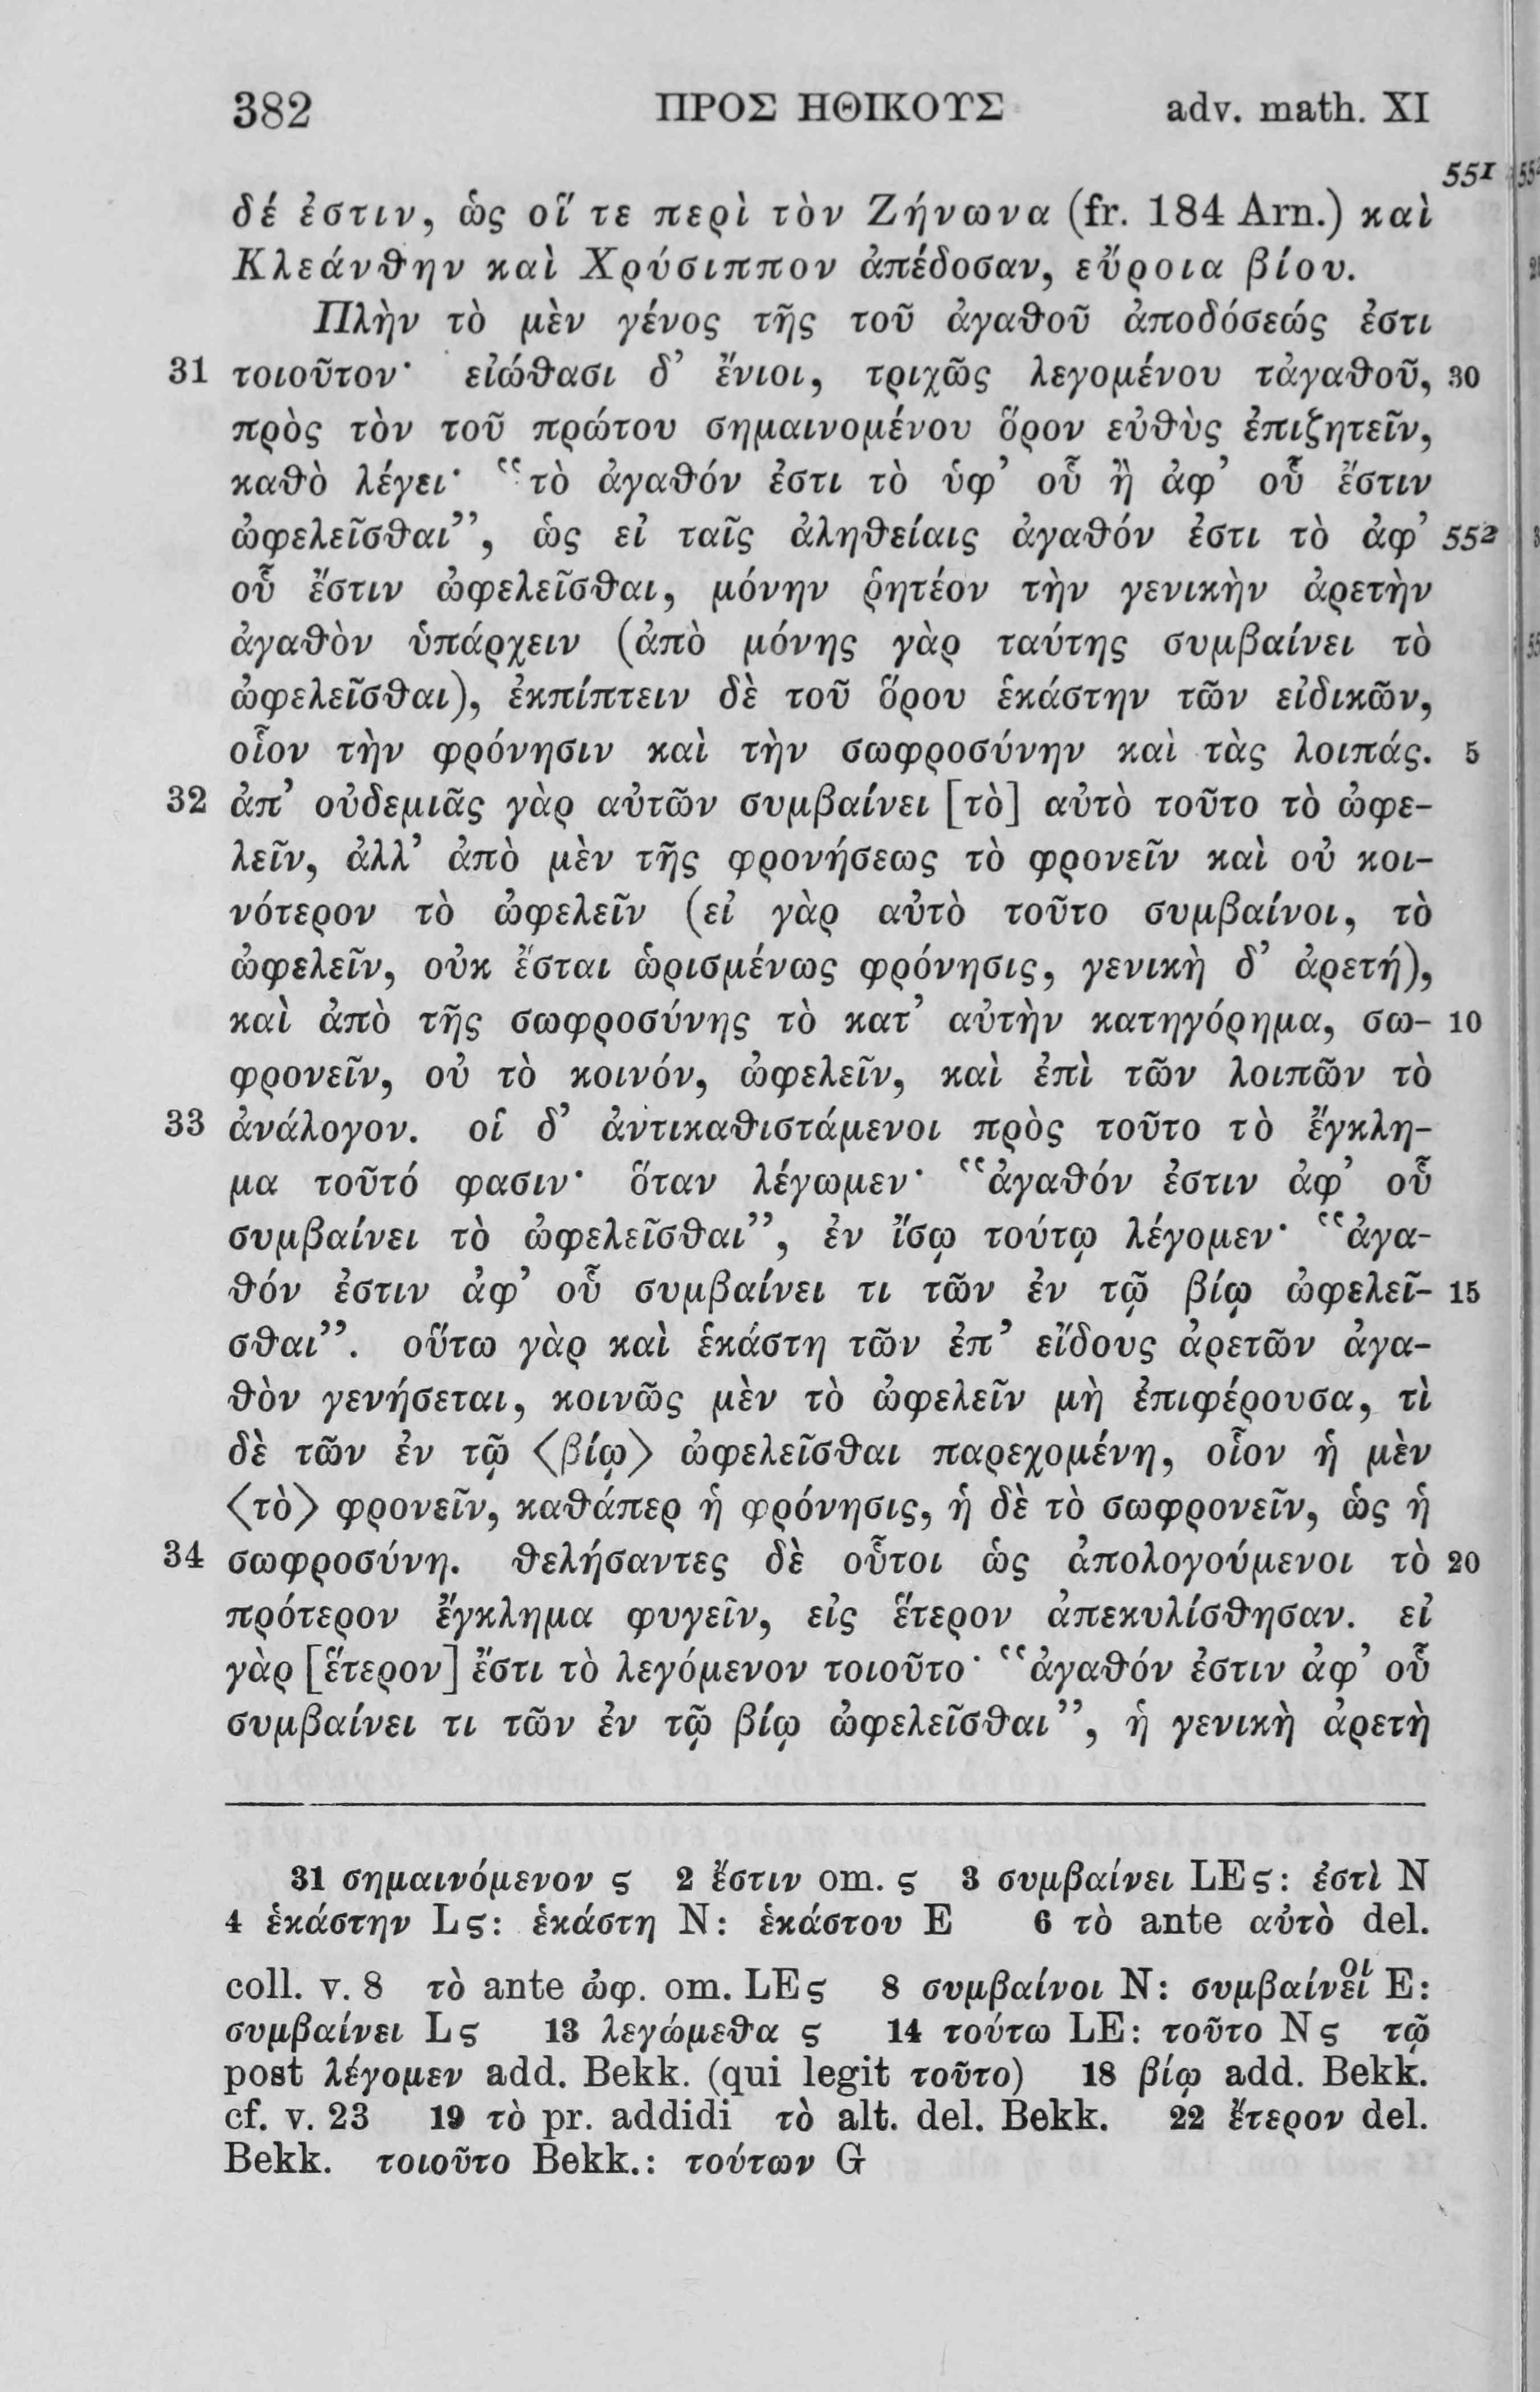 382 ΠΡΟΣ ΗΘΙΚΟΥΣ adv. math. XI
551
δέ ἐστιν, ὡς οἵ τε περὶ τὸν Ζήνωνα (fr. 184 Arn.) καὶ
Κλεάνθην καὶ Χρύσιππον ἀπέδοσαν, εὔροια βίου.
Πλὴν τὸ μὲν γένος τῆς τοῦ ἀγαθοῦ ἀποδόσεώς ἐστι
31 τοιοῦτον· εἰώθασι δ’ ἔνιοι, τριχῶς λεγομένου τἀγαθοῦ, 30
πρὸς τὸν τοῦ πρώτου σημαινομένου ὅρον εὐθὺς ἐπιζητεῖν,
καθὸ λέγει· “τὸ ἀγαθόν ἐστι τὸ ὑφ’ οὗ ἢ ἀφ’ οὗ ἔστιν
ὠφελεῖσθαι”, ὡς εἰ ταῖς ἀληθείαις ἀγαθόν ἐστι τὸ ἀφ’ 552
οὗ ἔστιν ὠφελεῖσθαι, μόνην ῥητέον τὴν γενικὴν ἀρετὴν
ἀγαθὸν ὑπάρχειν (ἀπὸ μόνης γὰρ ταύτης συμβαίνει τὸ
ὠφελεῖσθαι), ἐκπίπτειν δὲ τοῦ ὅρου ἑκάστην τῶν εἰδικῶν,
οἷον τὴν φρόνησιν καὶ τὴν σωφροσύνην καὶ τὰς λοιπάς. 5
32 ἀπ’ οὐδεμιᾶς γὰρ αὐτῶν συμβαίνει [τὸ] αὐτὸ τοῦτο τὸ ὠφε-
λεῖν, ἀλλ’ ἀπὸ μὲν τῆς φρονήσεως τὸ φρονεῖν καὶ οὐ κοι-
νότερον τὸ ὠφελεῖν (εἰ γὰρ αὐτὸ τοῦτο συμβαίνοι, τὸ
ὠφελεῖν, οὐκ ἔσται ὡρισμένως φρόνησις, γενικὴ δ’ ἀρετή),
καὶ ἀπὸ τῆς σωφροσύνης τὸ κατ’ αὐτὴν κατηγόρημα, σω- 10
φρονεῖν, οὐ τὸ κοινόν, ὠφελεῖν, καὶ ἐπὶ τῶν λοιπῶν τὸ
33 ἀνάλογον. οἱ δ’ ἀντικαθιστάμενοι πρὸς τοῦτο τὸ ἔγκλη-
μα τοῦτό φασιν· ὅταν λέγωμεν· “ἀγαθόν ἐστιν ἀφ’ οὗ
συμβαίνει τὸ ὠφελεῖσθαι”, ἐν ἴσῳ τούτῳ λέγομεν· “ἀγα-
θόν ἐστιν ἀφ’ οὗ συμβαίνει τι τῶν ἐν τῷ βίῳ ὠφελεῖ- 15
σθαι”. οὕτω γὰρ καὶ ἑκάστη τῶν ἐπ’ εἴδους ἀρετῶν ἀγα-
θὸν γενήσεται, κοινῶς μὲν τὸ ὠφελεῖν μὴ ἐπιφέρουσα, τὶ
δὲ τῶν ἐν τῷ ⟨βίῳ⟩ ὠφελεῖσθαι παρεχομένη, οἷον ἡ μὲν
⟨τὸ⟩ φρονεῖν, καθάπερ ἡ φρόνησις, ἡ δὲ τὸ σωφρονεῖν, ὡς ἡ
34 σωφροσύνη. θελήσαντες δὲ οὗτοι ὡς ἀπολογούμενοι τὸ 20
πρότερον ἔγκλημα φυγεῖν, εἰς ἕτερον ἀπεκυλίσθησαν. εἰ
γὰρ [ἕτερον] ἔστι τὸ λεγόμενον τοιοῦτο· “ἀγαθόν ἐστιν ἀφ’ οὗ
συμβαίνει τι τῶν ἐν τῷ βίῳ ὠφελεῖσθαι”, ἡ γενικὴ ἀρετὴ
31 σημαινόμενον ς 2 ἔστιν om. ς 3 συμβαίνει LEς: ἐστὶ N
4 ἑκάστην Lς: ἑκάστη N: ἑκάστου E 6 τὸ ante αὐτὸ del.
coll. v. 8 τὸ ante ὠφ. om. LEς 8 συμβαίνοι N: συμβαίνεῖοι E:
συμβαίνει Lς 13 λεγώμεθα ς 14 τούτω LE: τοῦτο Nς τῷ
post λέγομεν add. Bekk. (qui legit τοῦτο) 18 βίῳ add. Bekk.
cf. v. 23 19 τὸ pr. addidi τὸ alt. del. Bekk. 22 ἕτερον del.
Bekk. τοιοῦτο Bekk.: τούτων G